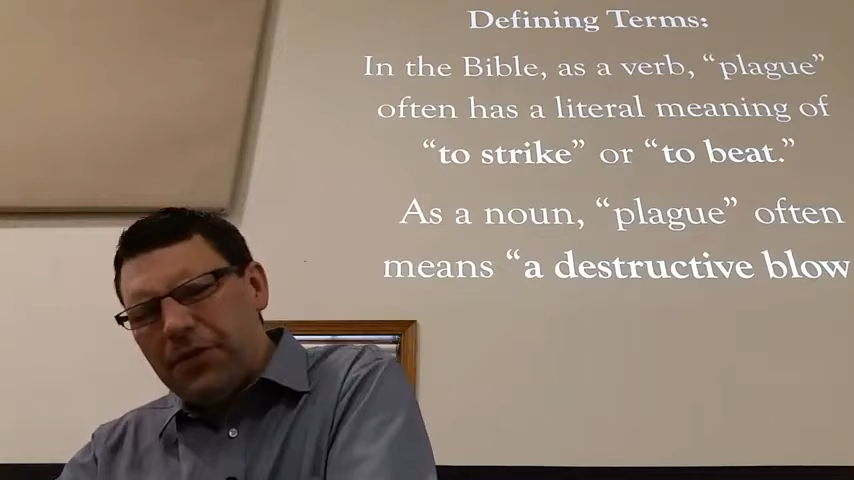 Defining Terms:
In the Bible, as a verb, “plague”
often has a literal meaning of
“to strike” or “to beat.”
As a noun, “plague” often
means “a destructive blow